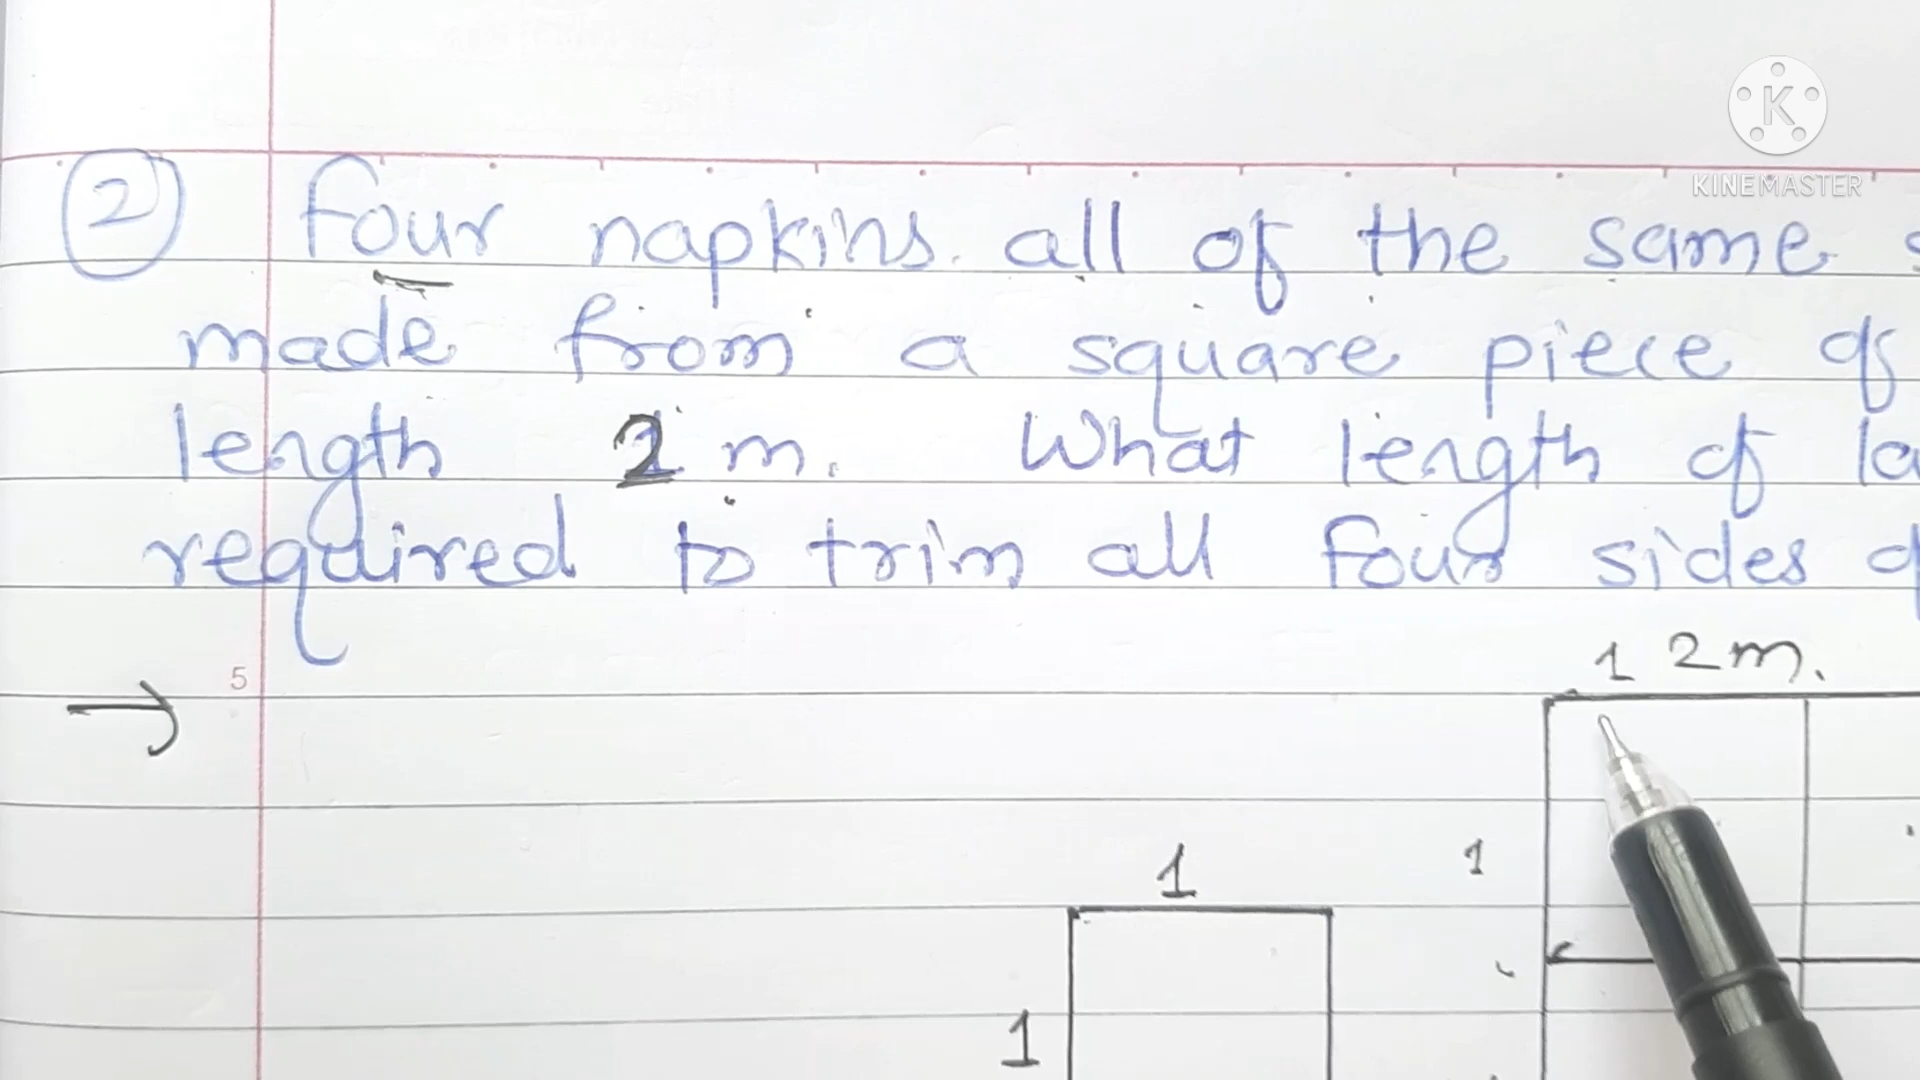 KINEMASTER
② Four napkins all of the same
made from a square piece of
length 2 m. What length of
required to trim all four sides
5
1 2m.
1
1
1